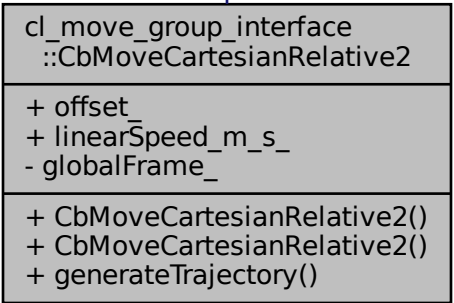 cl_move_group_interface
::CbMoveCartesianRelative2
+ offset_
+ linearSpeed_m_s_
- globalFrame_
+ CbMoveCartesianRelative2()
+ CbMoveCartesianRelative2()
+ generateTrajectory()